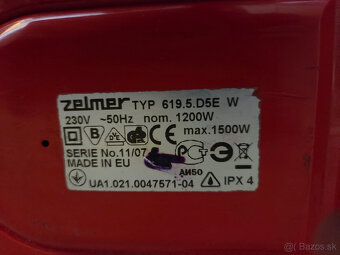 zelmer TYP 619.5.D5E W
230V ~50Hz nom. 1200W
max.1500W
SERIE No.11/07
MADE IN EU
АИ50
UA1.021.0047571-04 IPX 4
bazos.sk